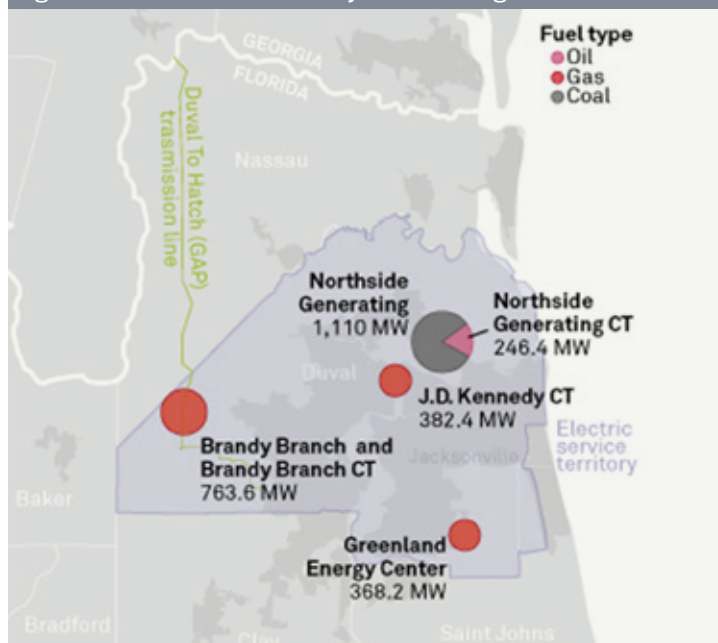 GEORGIA
FLORIDA
Fuel type
Oil
Gas
Coal
Duval To Hatch (GAP)
trasmission line
Nassau
Northside
Generating
1,110 MW
Northside
Generating CT
246.4 MW
Duval
J.D. Kennedy CT
382.4 MW
Electric
service
territory
Brandy Branch and
Brandy Branch CT
763.6 MW
Jacksonville
Baker
Greenland
Energy Center
368.2 MW
Bradford
Clay
Saint Johns